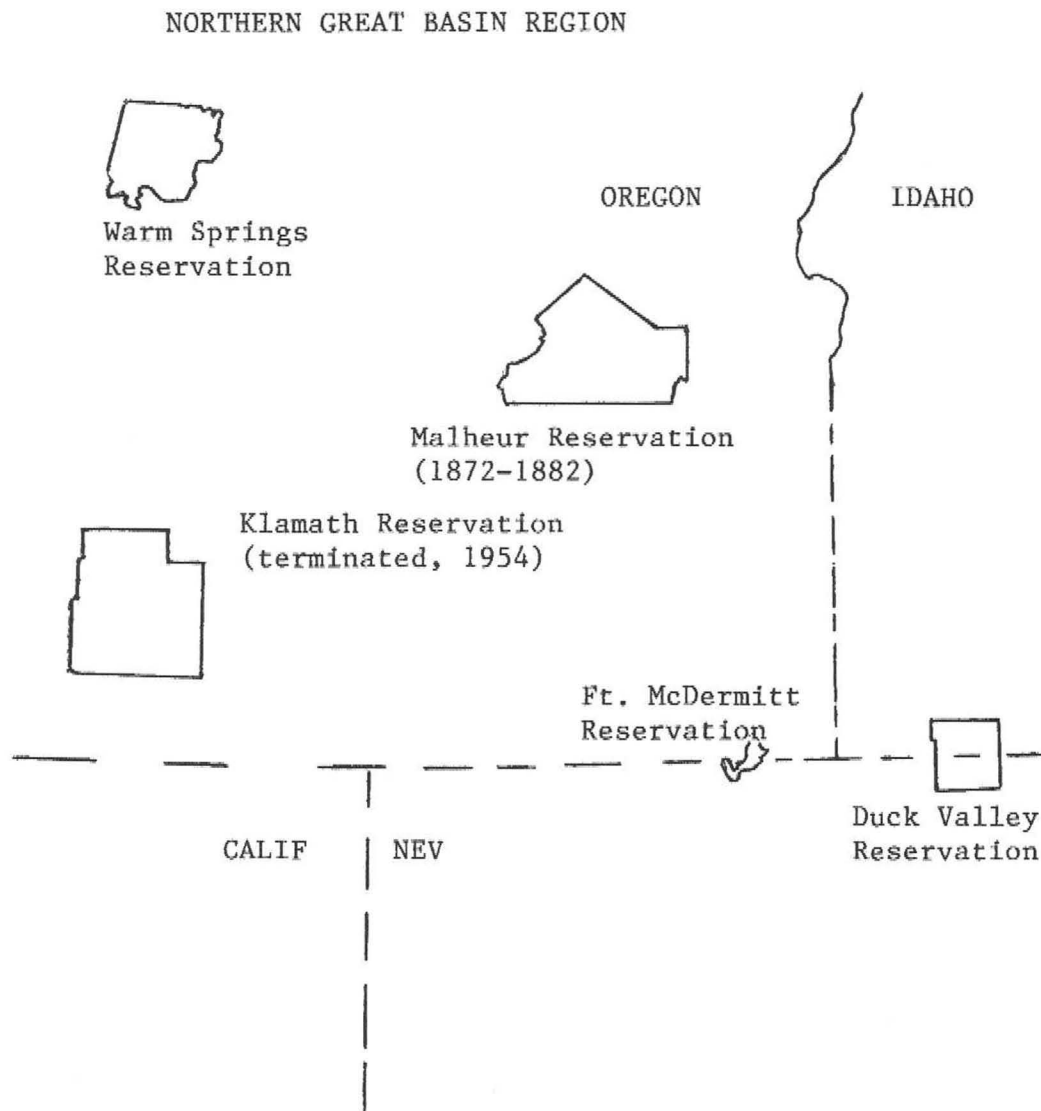 NORTHERN GREAT BASIN REGION
OREGON
IDAHO
Warm Springs
Reservation
Malheur Reservation
(1872-1882)
Klamath Reservation
(terminated, 1954)
Ft. McDermitt
Reservation
CALIF
NEV
Duck Valley
Reservation